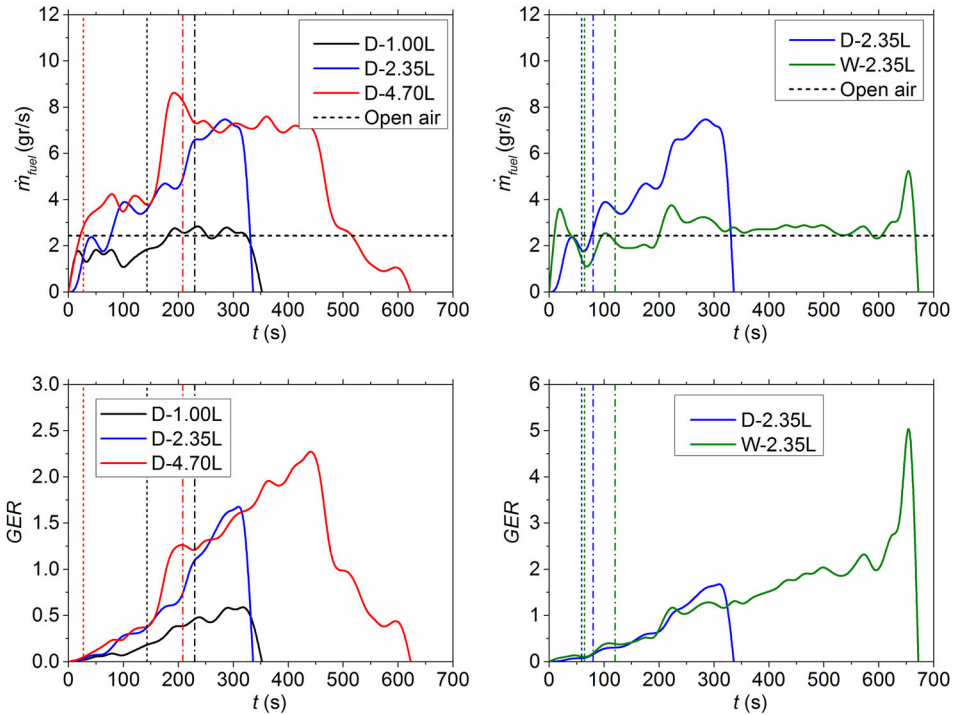 12
10
8
6
4
2
0
ṁfuel (gr/s)
D-1.00L
D-2.35L
D-4.70L
Open air
0 100 200 300 400 500 600 700
t (s)
12
10
8
6
4
2
0
ṁfuel (gr/s)
D-2.35L
W-2.35L
Open air
0 100 200 300 400 500 600 700
t (s)
3.0
2.5
2.0
1.5
1.0
0.5
0.0
GER
D-1.00L
D-2.35L
D-4.70L
0 100 200 300 400 500 600 700
t (s)
6
5
4
3
2
1
0
GER
D-2.35L
W-2.35L
0 100 200 300 400 500 600 700
t (s)